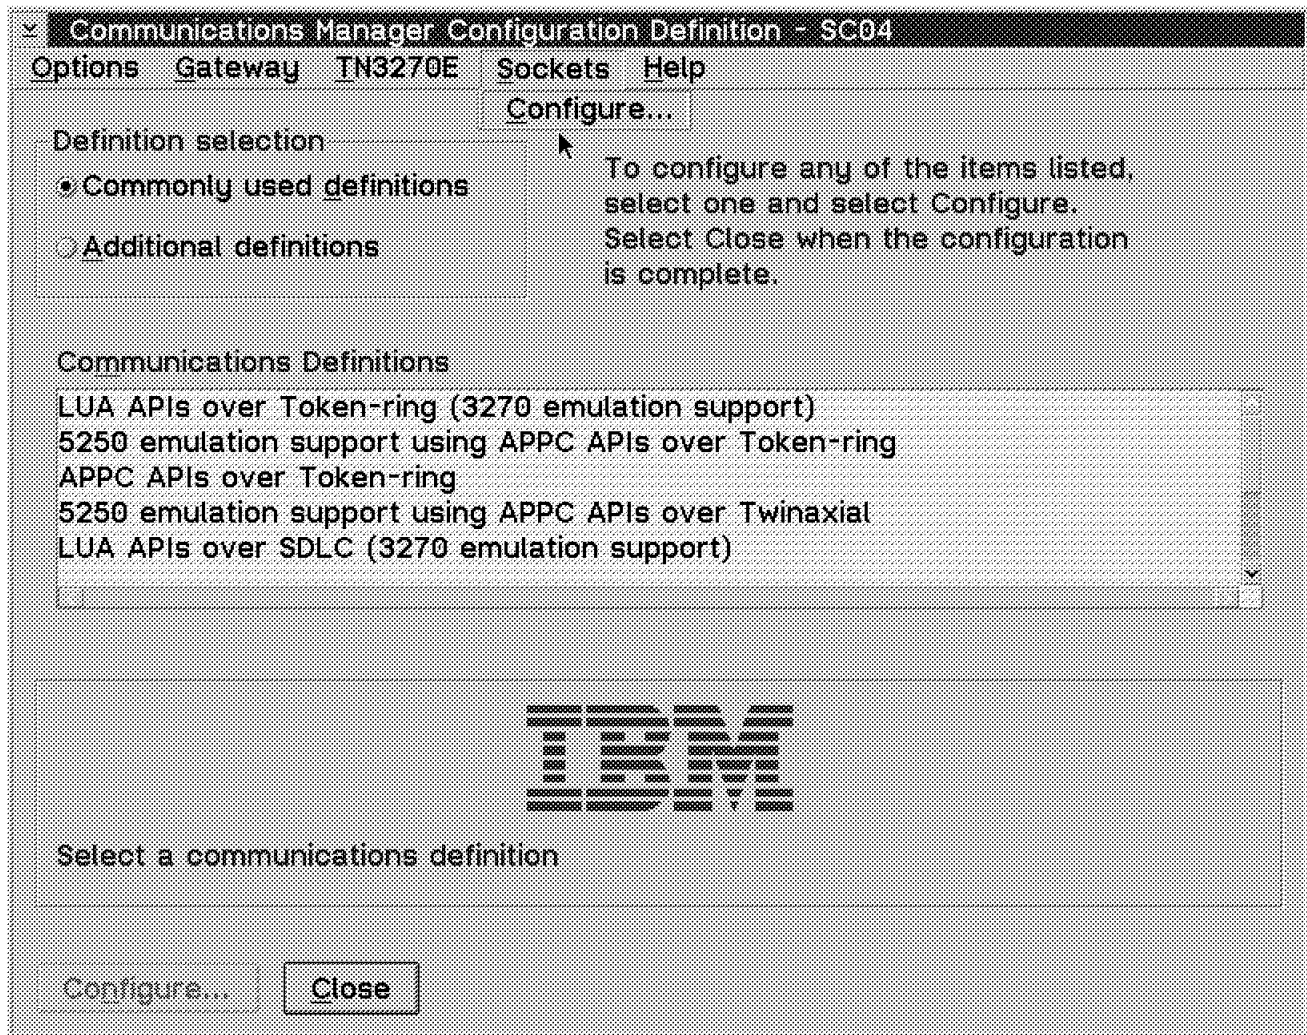 Communications Manager Configuration Definition - SC04
Options Gateway TN3270E Sockets Help
Configure...
Definition selection
Commonly used definitions
Additional definitions
To configure any of the items listed,
select one and select Configure.
Select Close when the configuration
is complete.
Communications Definitions
LUA APIs over Token-ring (3270 emulation support)
5250 emulation support using APPC APIs over Token-ring
APPC APIs over Token-ring
5250 emulation support using APPC APIs over Twinaxial
LUA APIs over SDLC (3270 emulation support)
IBM
Select a communications definition
Configure... Close